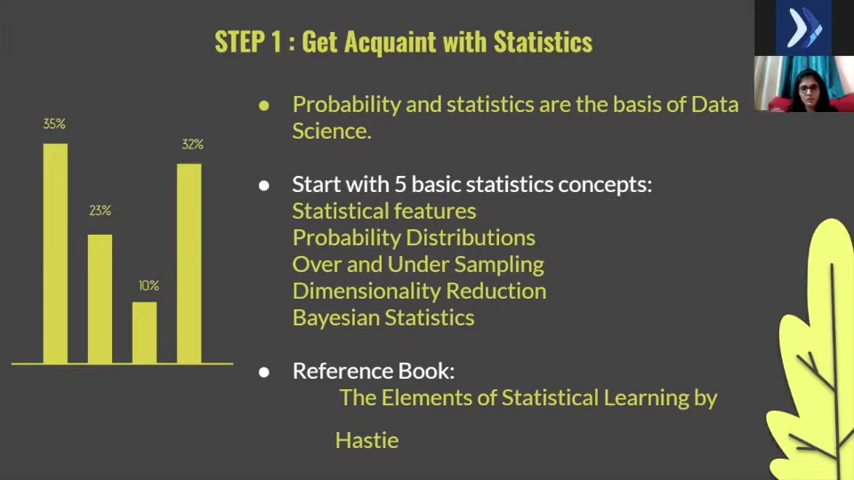 STEP 1 : Get Acquaint with Statistics
35%
23%
10%
32%
● Probability and statistics are the basis of Data
Science.
● Start with 5 basic statistics concepts:
Statistical features
Probability Distributions
Over and Under Sampling
Dimensionality Reduction
Bayesian Statistics
● Reference Book:
The Elements of Statistical Learning by
Hastie